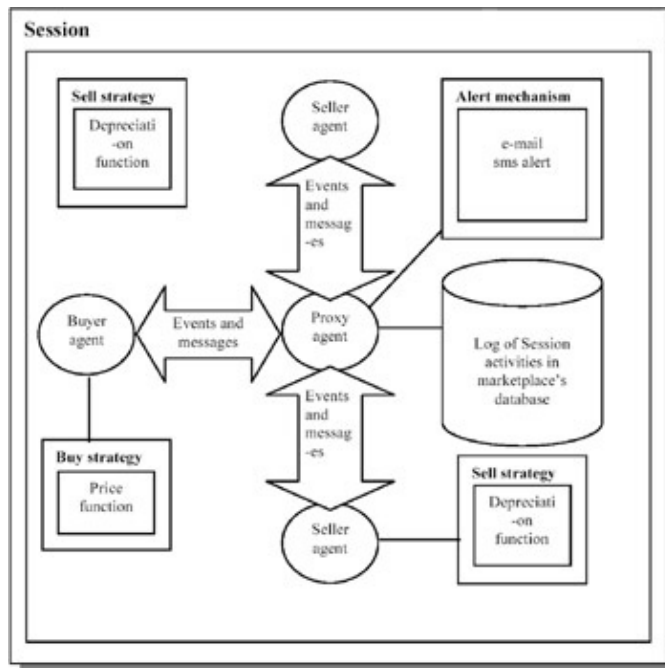 Session
Sell strategy
Depreciati
-on
function
Seller
agent
Alert mechanism
e-mail
sms alert
Events
and
messag
-es
Buyer
agent
Events and
messages
Proxy
agent
Log of Session
activities in
marketplace's
database
Events
and
messag
-es
Buy strategy
Price
function
Seller
agent
Sell strategy
Depreciati
-on
function